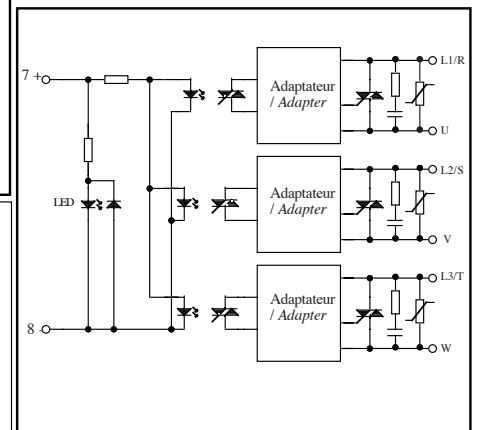 7 +
Adaptateur
/ Adapter
L1/R
U
LED
Adaptateur
/ Adapter
L2/S
V
8 -
Adaptateur
/ Adapter
L3/T
W